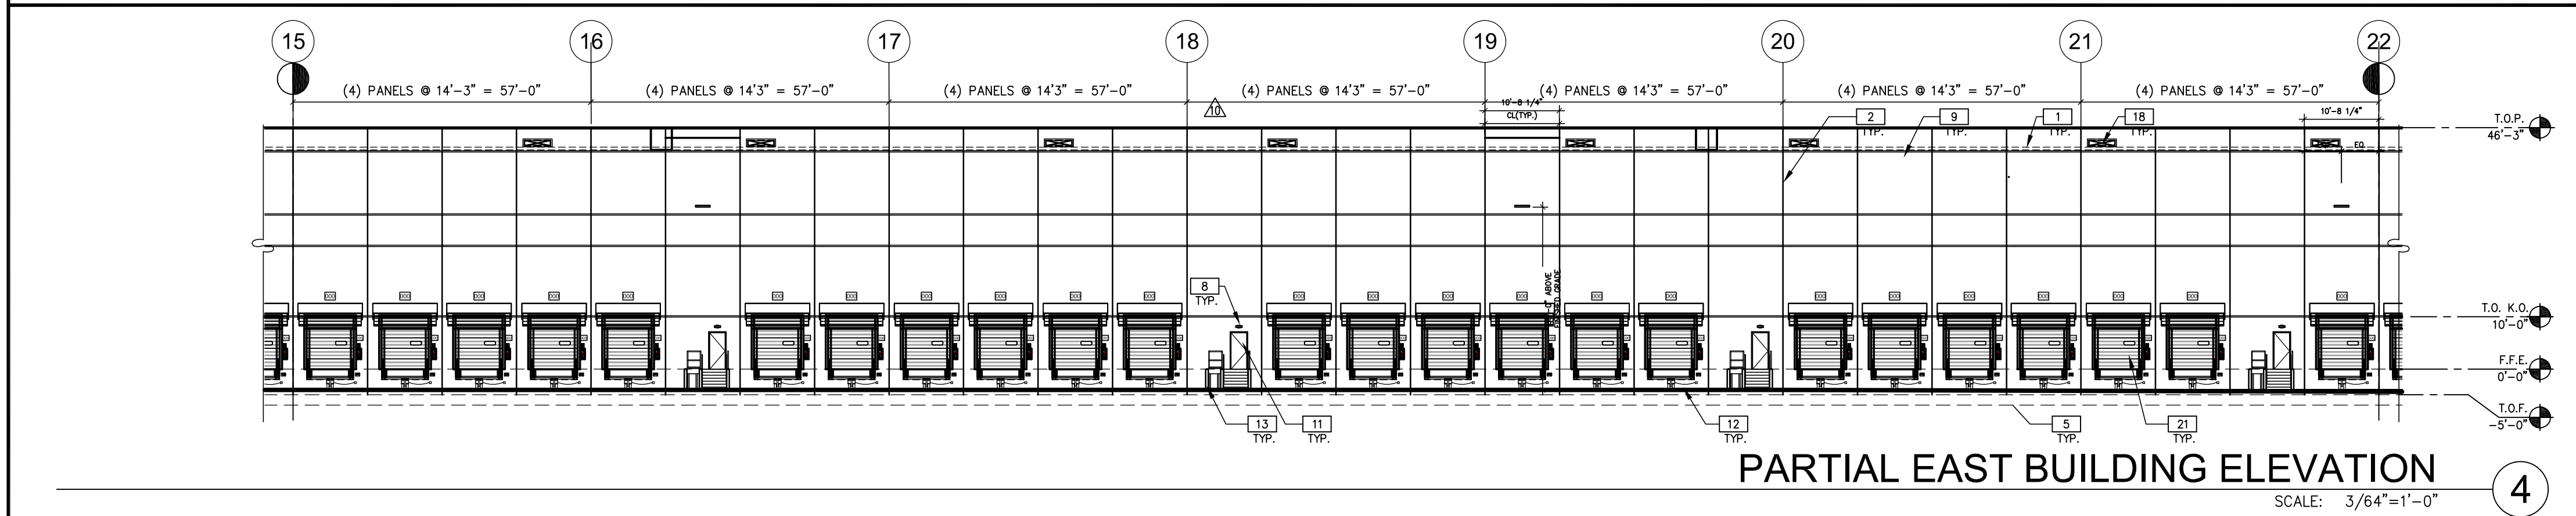 15 16 17 18 19 20 21 22
(4) PANELS @ 14'-3" = 57'-0" (4) PANELS @ 14'3" = 57'-0" (4) PANELS @ 14'3" = 57'-0" (4) PANELS @ 14'3" = 57'-0" (4) PANELS @ 14'3" = 57'-0" (4) PANELS @ 14'3" = 57'-0" (4) PANELS @ 14'3" = 57'-0"
10
10'-8 1/4"
CL(TYP.)
2
TYP.
9
TYP.
1
TYP.
18
TYP.
10'-8 1/4"
EQ.
T.O.P.
46'-3"
8
TYP.
ABOVE
FINISHED GRADE
T.O. K.O.
10'-0"
F.F.E.
0'-0"
T.O.F.
-5'-0"
13
TYP.
11
TYP.
12
TYP.
5
TYP.
21
TYP.
PARTIAL EAST BUILDING ELEVATION
4
SCALE: 3/64"=1'-0"